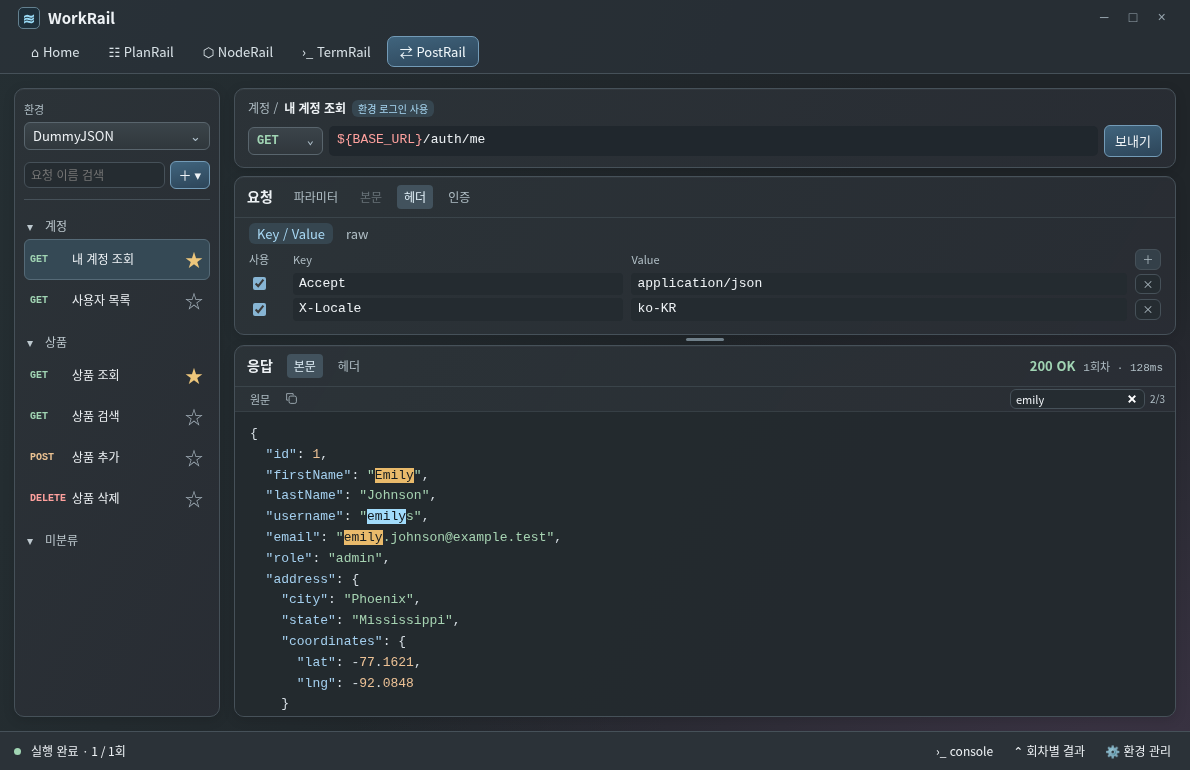 WorkRail
Home PlanRail NodeRail ›_ TermRail PostRail
환경
DummyJSON
요청 이름 검색
계정
GET 내 계정 조회
GET 사용자 목록
상품
GET 상품 조회
GET 상품 검색
POST 상품 추가
DELETE 상품 삭제
미분류
계정 / 내 계정 조회 환경 로그인 사용
GET ${BASE_URL}/auth/me 보내기
요청 파라미터 본문 헤더 인증
Key / Value raw
사용 Key Value +
Accept application/json ×
X-Locale ko-KR ×
응답 본문 헤더 200 OK 1회차 · 128ms
원문 emily 2/3
{
"id": 1,
"firstName": "Emily",
"lastName": "Johnson",
"username": "emilys",
"email": "emily.johnson@example.test",
"role": "admin",
"address": {
"city": "Phoenix",
"state": "Mississippi",
"coordinates": {
"lat": -77.1621,
"lng": -92.0848
}
실행 완료 · 1 / 1회 ›_ console 회차별 결과 환경 관리